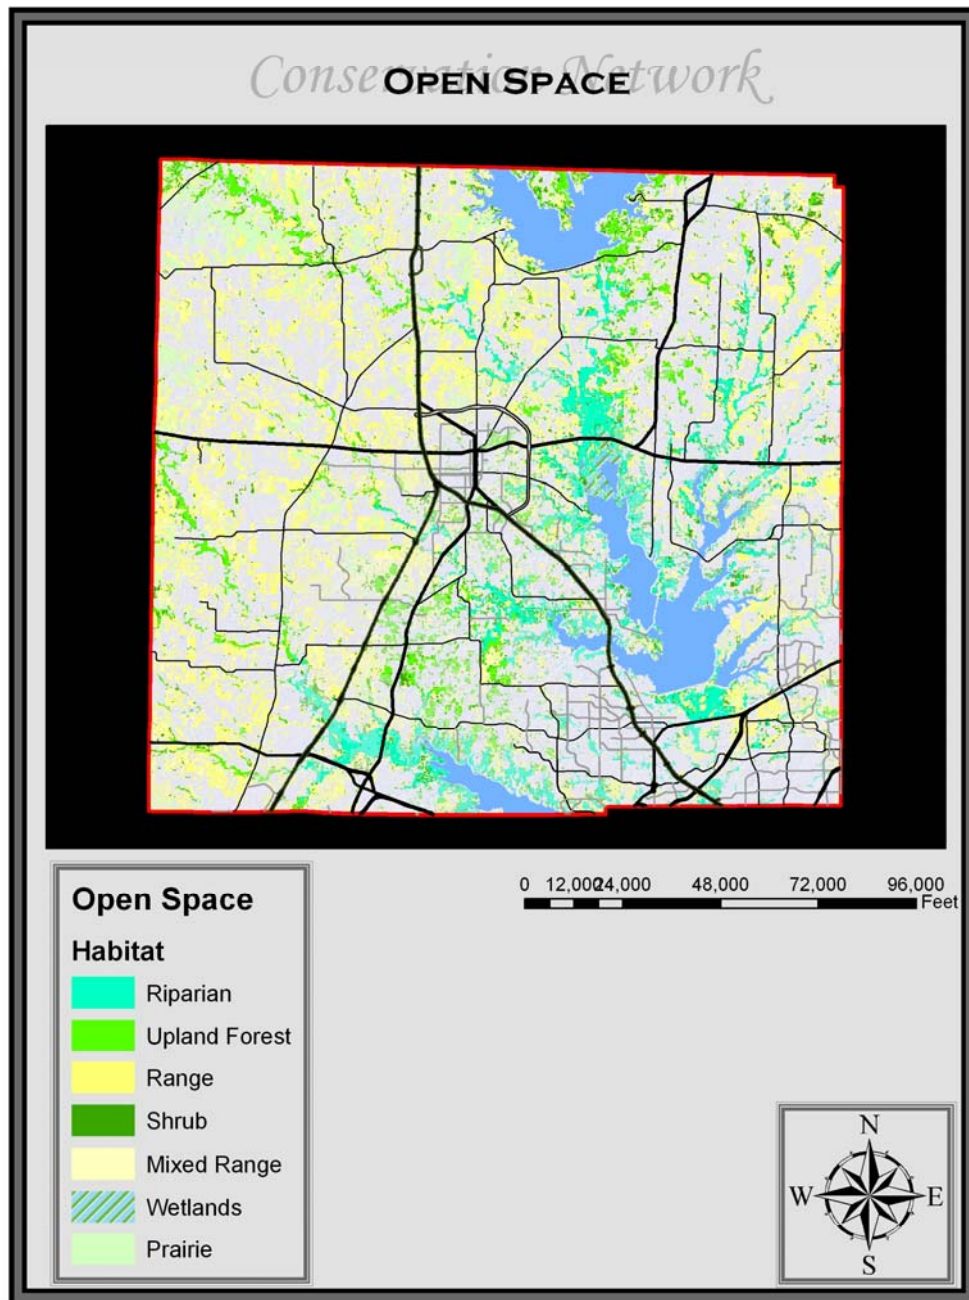 Conservation Network
OPEN SPACE
0 12,000 24,000 48,000 72,000 96,000
Feet
Open Space
Habitat
Riparian
Upland Forest
Range
Shrub
Mixed Range
Wetlands
Prairie
N
W E
S